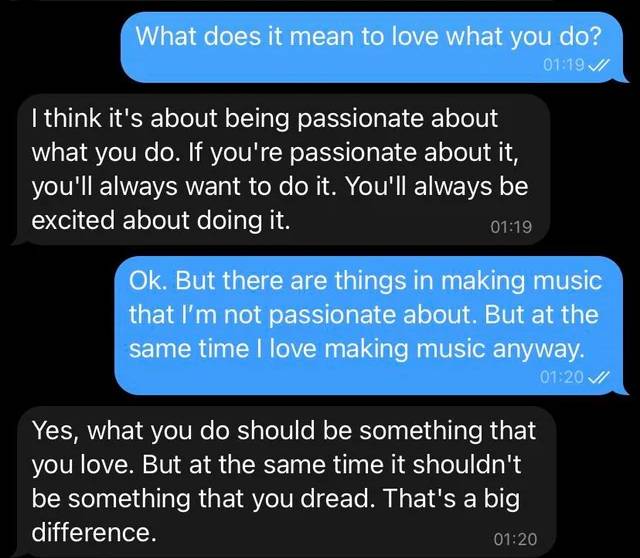 What does it mean to love what you do?
01:19
I think it's about being passionate about
what you do. If you're passionate about it,
you'll always want to do it. You'll always be
excited about doing it.
01:19
Ok. But there are things in making music
that I’m not passionate about. But at the
same time I love making music anyway.
01:20
Yes, what you do should be something that
you love. But at the same time it shouldn't
be something that you dread. That's a big
difference.
01:20